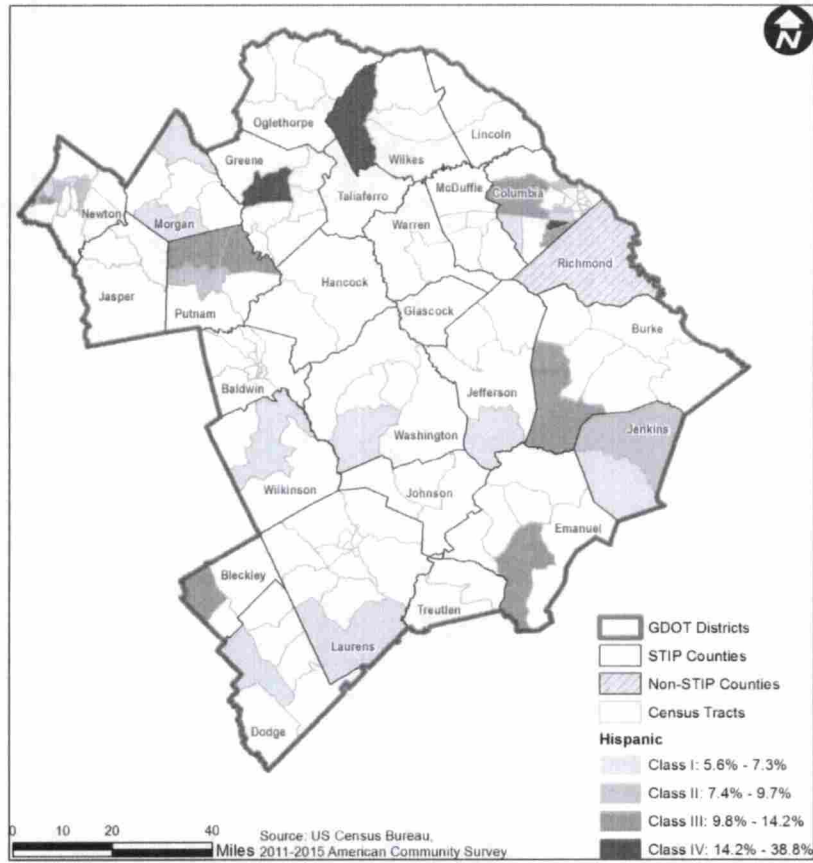 N
Oglethorpe
Lincoln
Greene
Wilkes
Taliaferro
McDuffie
Columbia
Newton
Morgan
Warren
Richmond
Hancock
Jasper
Putnam
Glascock
Burke
Baldwin
Jefferson
Washington
Jenkins
Wilkinson
Johnson
Emanuel
Bleckley
Treutlen
Laurens
Dodge
GDOT Districts
STIP Counties
Non-STIP Counties
Census Tracts
Hispanic
Class I: 5.6% - 7.3%
Class II: 7.4% - 9.7%
Class III: 9.8% - 14.2%
Class IV: 14.2% - 38.8%
0 10 20 40
Miles
Source: US Census Bureau,
2011-2015 American Community Survey